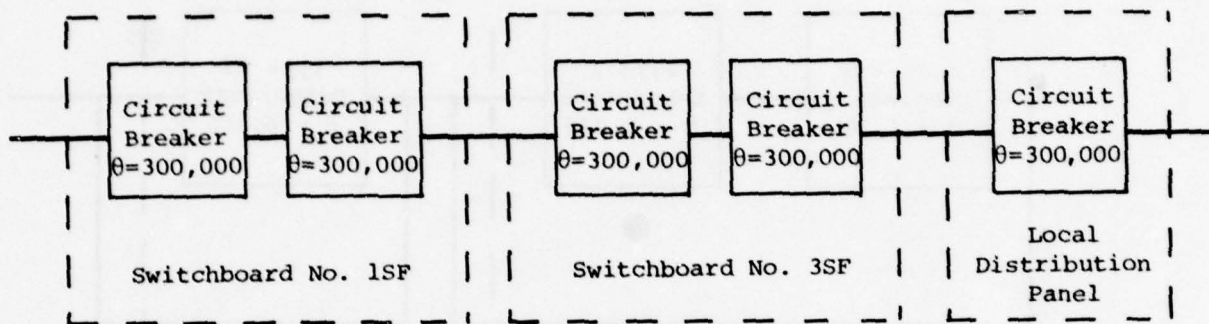 Circuit
Breaker
θ=300,000
Circuit
Breaker
θ=300,000
Switchboard No. 1SF
Circuit
Breaker
θ=300,000
Circuit
Breaker
θ=300,000
Switchboard No. 3SF
Circuit
Breaker
θ=300,000
Local
Distribution
Panel